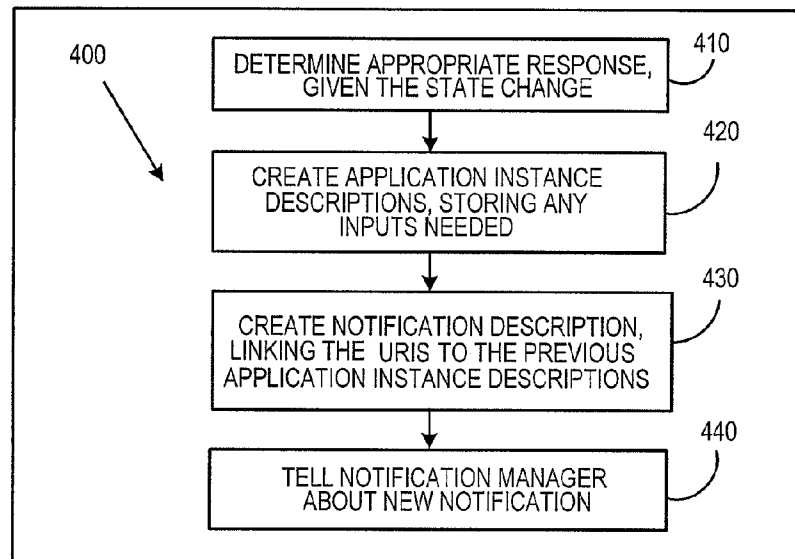 400
410
DETERMINE APPROPRIATE RESPONSE,
GIVEN THE STATE CHANGE
420
CREATE APPLICATION INSTANCE
DESCRIPTIONS, STORING ANY
INPUTS NEEDED
430
CREATE NOTIFICATION DESCRIPTION,
LINKING THE URIS TO THE PREVIOUS
APPLICATION INSTANCE DESCRIPTIONS
440
TELL NOTIFICATION MANAGER
ABOUT NEW NOTIFICATION